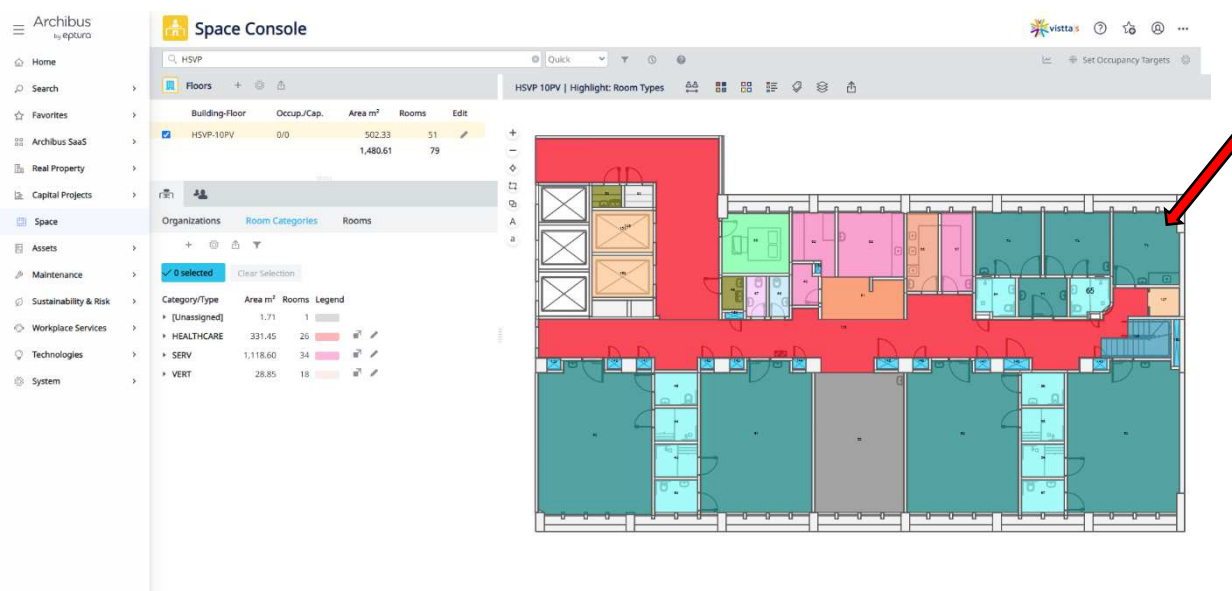 Archibus
by eptura
Space Console
vistta:s
Home
Search
Favorites
Archibus SaaS
Real Property
Capital Projects
Space
Assets
Maintenance
Sustainability & Risk
Workplace Services
Technologies
System
HSVP
Quick
Set Occupancy Targets
Floors
Building-Floor Occup./Cap. Area m² Rooms Edit
HSVP-10PV 0/0 502.33 51
1,480.61 79
Organizations Room Categories Rooms
0 selected Clear Selection
Category/Type Area m² Rooms Legend
[Unassigned] 1.71 1
HEALTHCARE 331.45 26
SERV 1,118.60 34
VERT 28.85 18
HSVP 10PV | Highlight: Room Types
A
a
65